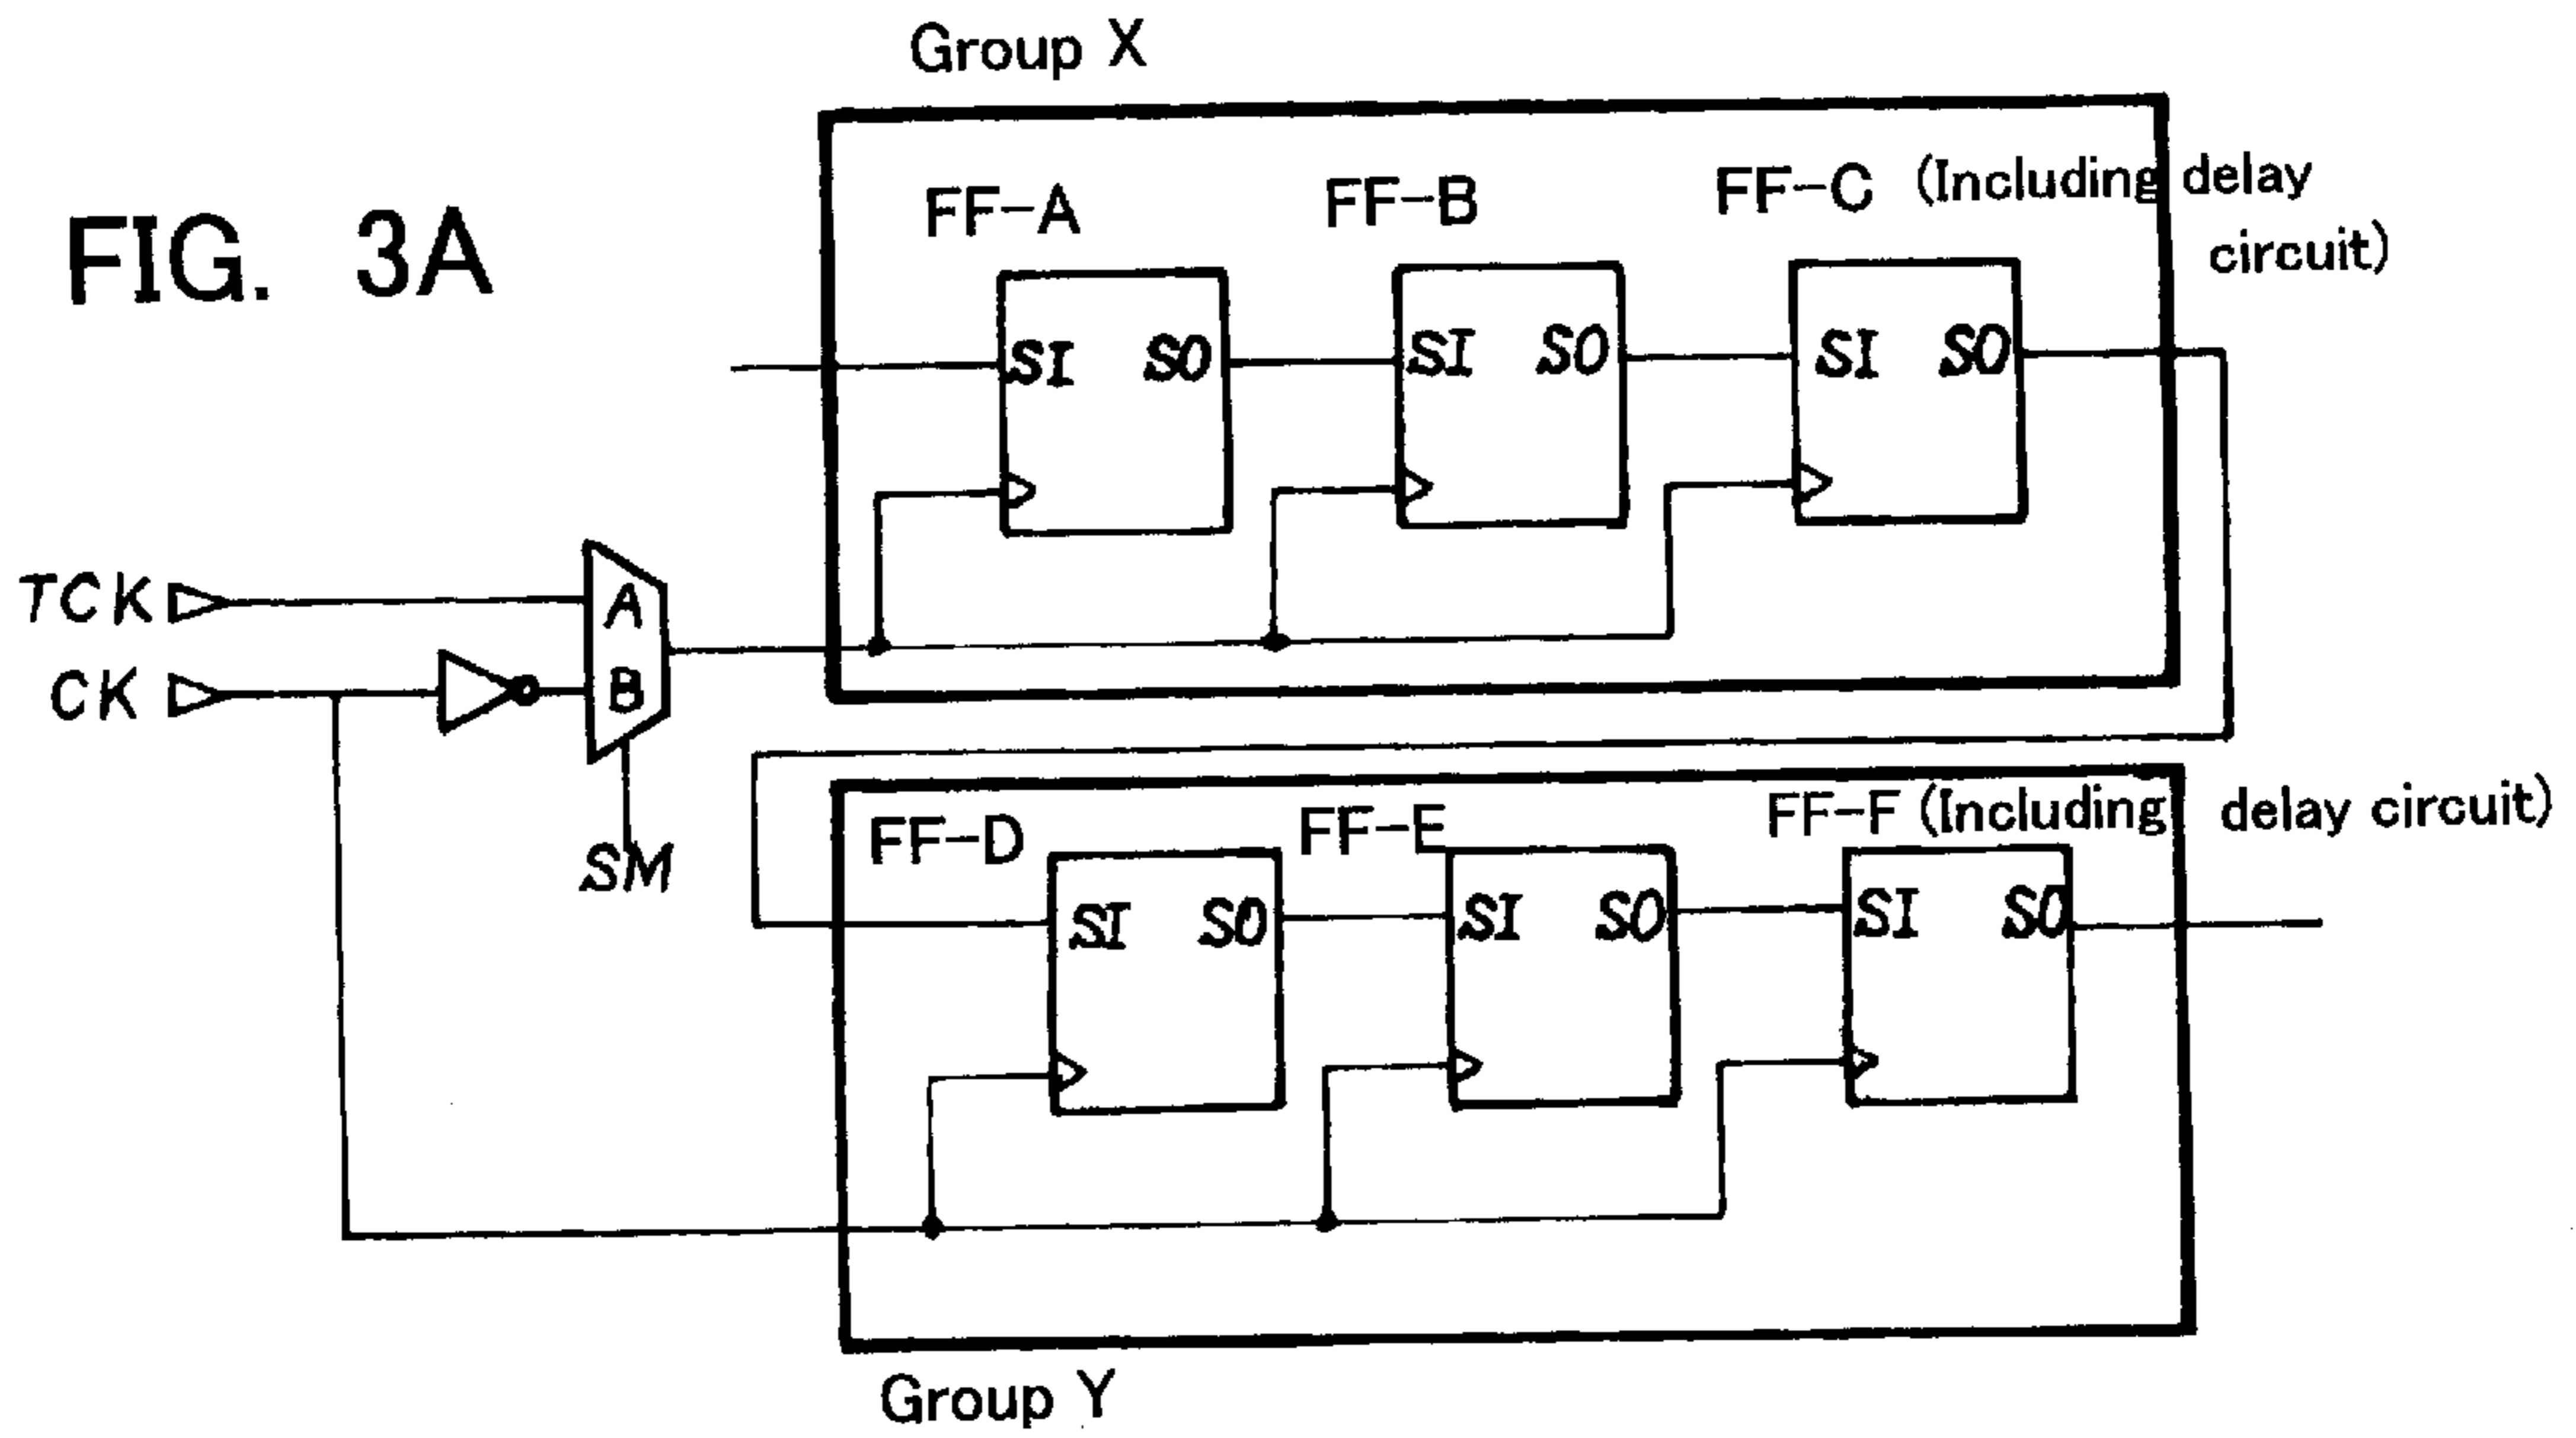 Group X
FIG. 3A
FF-A
FF-B
FF-C (Including delay
circuit)
SI SO
SI SO
SI SO
TCK
CK
A
B
SM
FF-D
FF-E
FF-F (Including delay circuit)
SI SO
SI SO
SI SO
Group Y